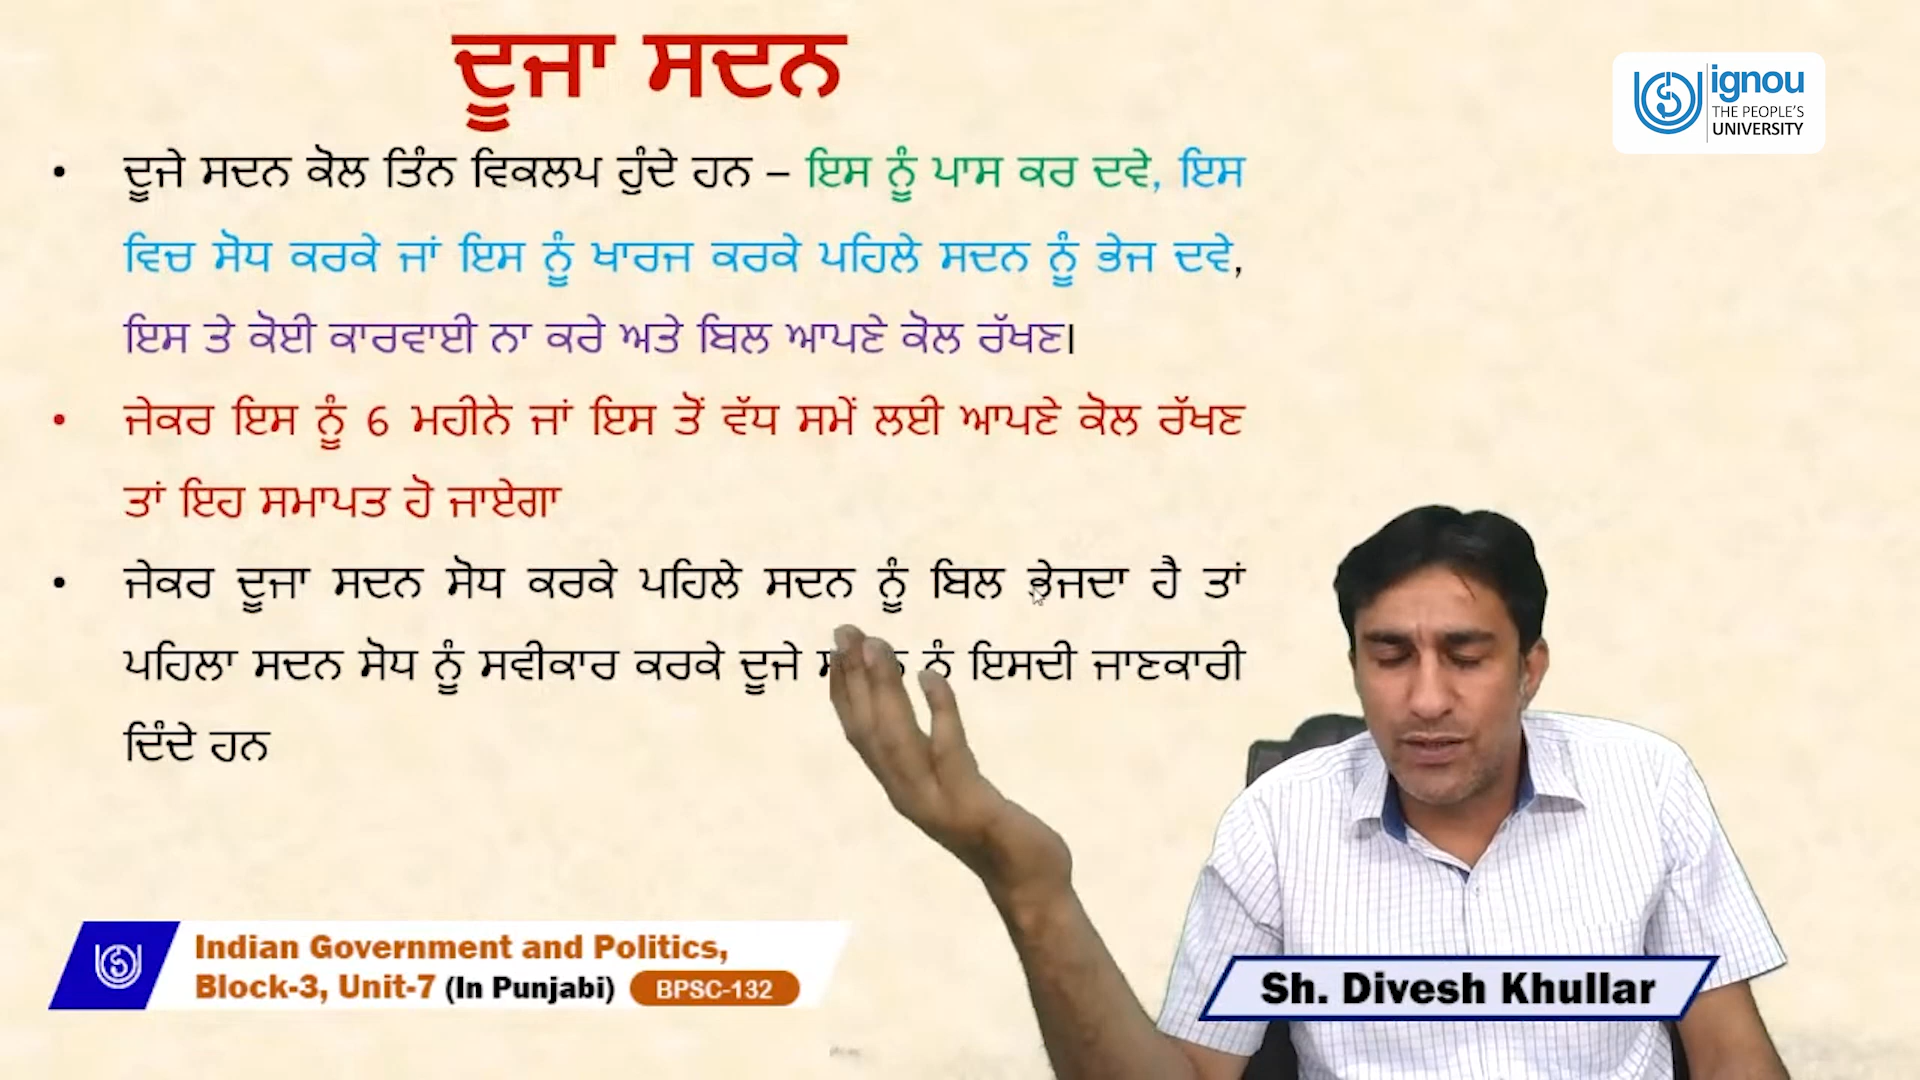 ਦੂਜਾ ਸਦਨ
ignou
THE PEOPLE'S
UNIVERSITY
• ਦੂਜੇ ਸਦਨ ਕੋਲ ਤਿੰਨ ਵਿਕਲਪ ਹੁੰਦੇ ਹਨ – ਇਸ ਨੂੰ ਪਾਸ ਕਰ ਦਵੇ, ਇਸ
ਵਿਚ ਸੋਧ ਕਰਕੇ ਜਾਂ ਇਸ ਨੂੰ ਖਾਰਜ ਕਰਕੇ ਪਹਿਲੇ ਸਦਨ ਨੂੰ ਭੇਜ ਦਵੇ,
ਇਸ ਤੇ ਕੋਈ ਕਾਰਵਾਈ ਨਾ ਕਰੇ ਅਤੇ ਬਿਲ ਆਪਣੇ ਕੋਲ ਰੱਖਣ।
• ਜੇਕਰ ਇਸ ਨੂੰ 6 ਮਹੀਨੇ ਜਾਂ ਇਸ ਤੋਂ ਵੱਧ ਸਮੇਂ ਲਈ ਆਪਣੇ ਕੋਲ ਰੱਖਣ
ਤਾਂ ਇਹ ਸਮਾਪਤ ਹੋ ਜਾਏਗਾ
• ਜੇਕਰ ਦੂਜਾ ਸਦਨ ਸੋਧ ਕਰਕੇ ਪਹਿਲੇ ਸਦਨ ਨੂੰ ਬਿਲ ਭੇਜਦਾ ਹੈ ਤਾਂ
ਪਹਿਲਾ ਸਦਨ ਸੋਧ ਨੂੰ ਸਵੀਕਾਰ ਕਰਕੇ ਦੂਜੇ ਇਸਦੀ ਜਾਣਕਾਰੀ
ਦਿੰਦੇ ਹਨ
Indian Government and Politics,
Block-3, Unit-7 (In Punjabi) BPSC-132
Sh. Divesh Khullar